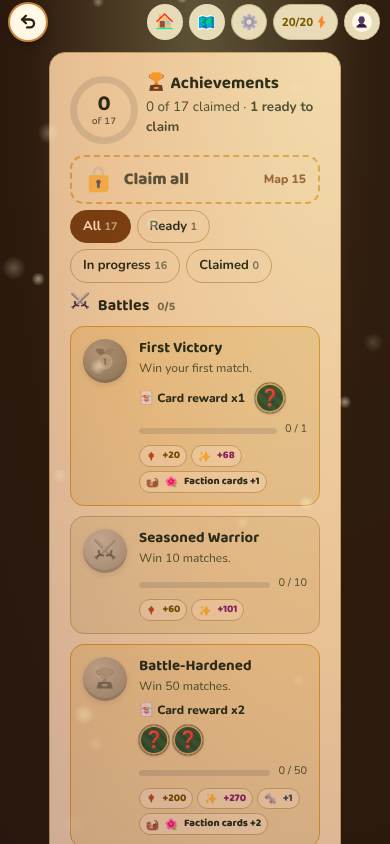 20/20
🏆 Achievements
0
of 17
0 of 17 claimed · 1 ready to
claim
Claim all
Map 15
All 17
Ready 1
In progress 16
Claimed 0
Battles 0/5
First Victory
Win your first match.
Card reward x1
0 / 1
+20
+68
Faction cards +1
Seasoned Warrior
Win 10 matches.
0 / 10
+60
+101
Battle-Hardened
Win 50 matches.
Card reward x2
0 / 50
+200
+270
+1
Faction cards +2